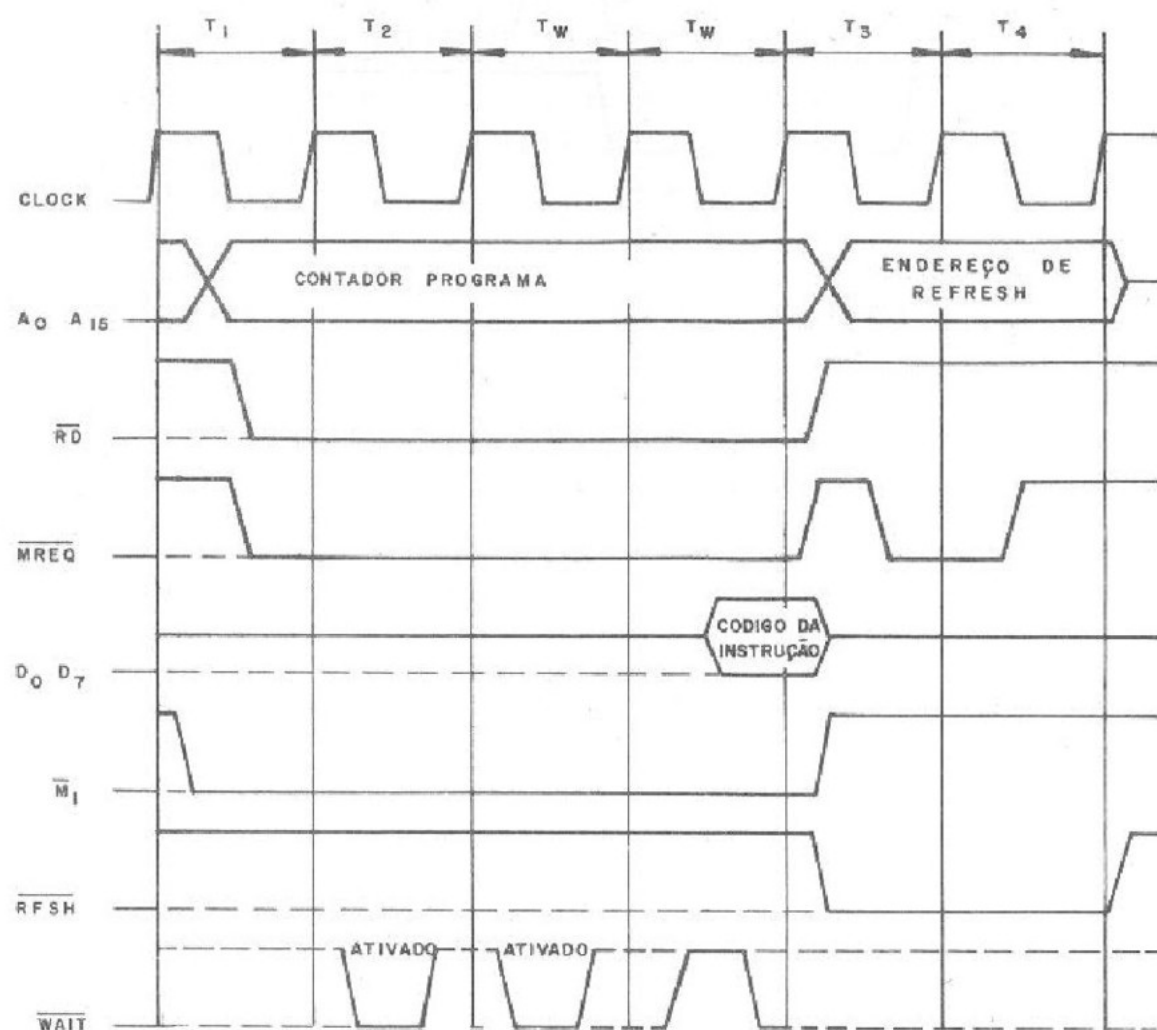 T1 T2 TW TW T3 T4
CLOCK
CONTADOR PROGRAMA
ENDEREÇO DE
REFRESH
A0 A15
RD
MREQ
CODIGO DA
INSTRUÇÃO
D0 D7
M1
RFSH
ATIVADO ATIVADO
WAIT